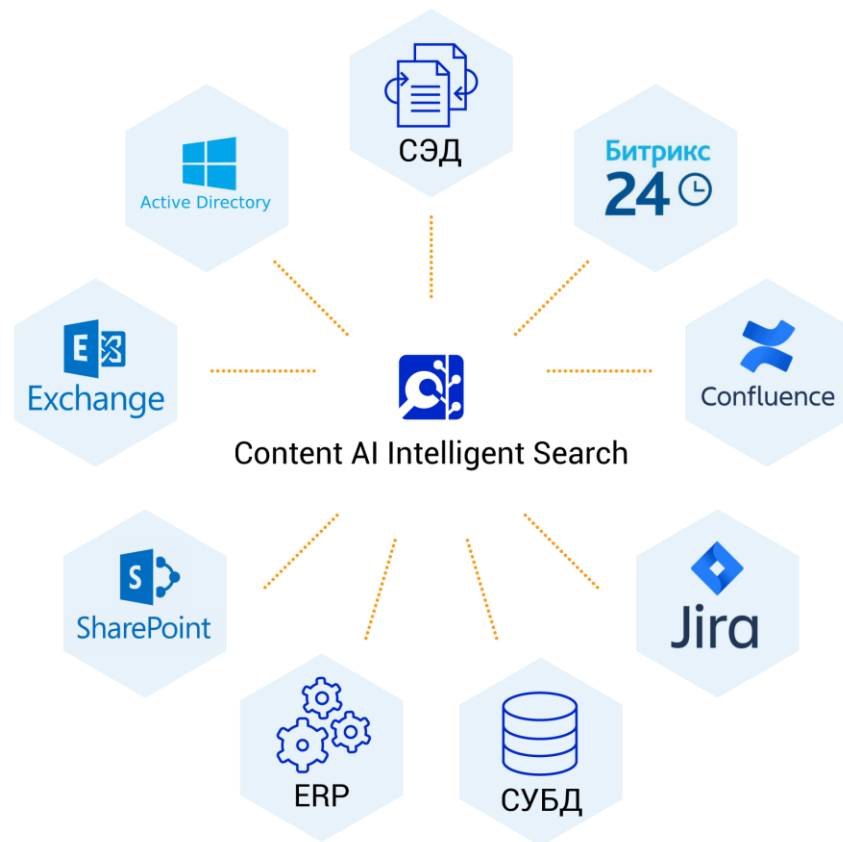 СЭД
Битрикс
24
Active Directory
E
Exchange
Confluence
Content AI Intelligent Search
S
SharePoint
Jira
ERP
СУБД